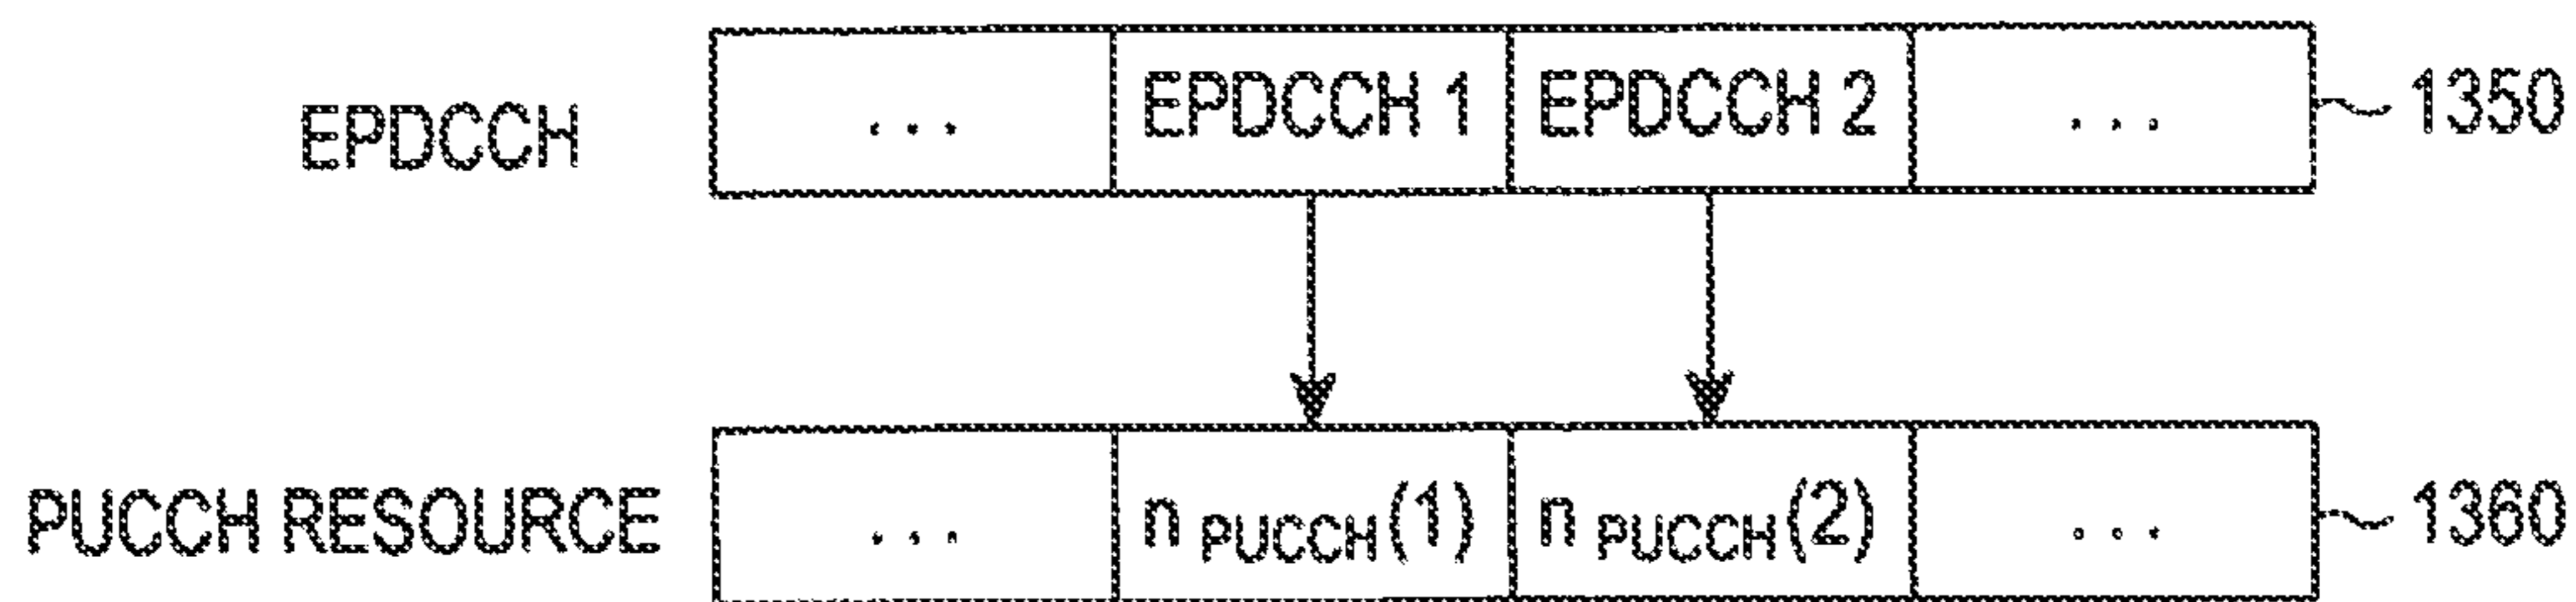 EPDCCH ... EPDCCH 1 EPDCCH 2 ... 1350
PUCCH RESOURCE ... n PUCCH(1) n PUCCH(2) ... 1360